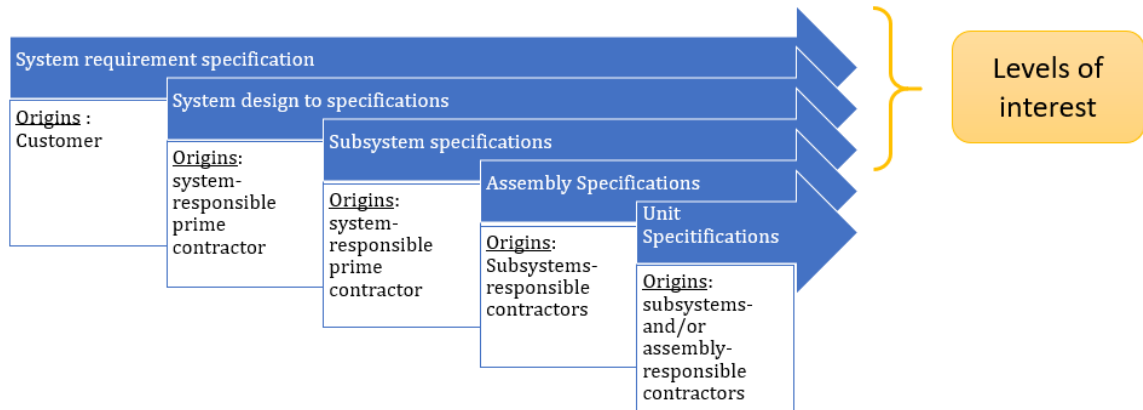 System requirement specification
Origins :
Customer
System design to specifications
Origins:
system-
responsible
prime
contractor
Subsystem specifications
Origins:
system-
responsible
prime
contractor
Assembly Specifications
Origins:
Subsystems-
responsible
contractors
Unit
Specitifications
Origins:
subsystems-
and/or
assembly-
responsible
contractors
Levels of
interest